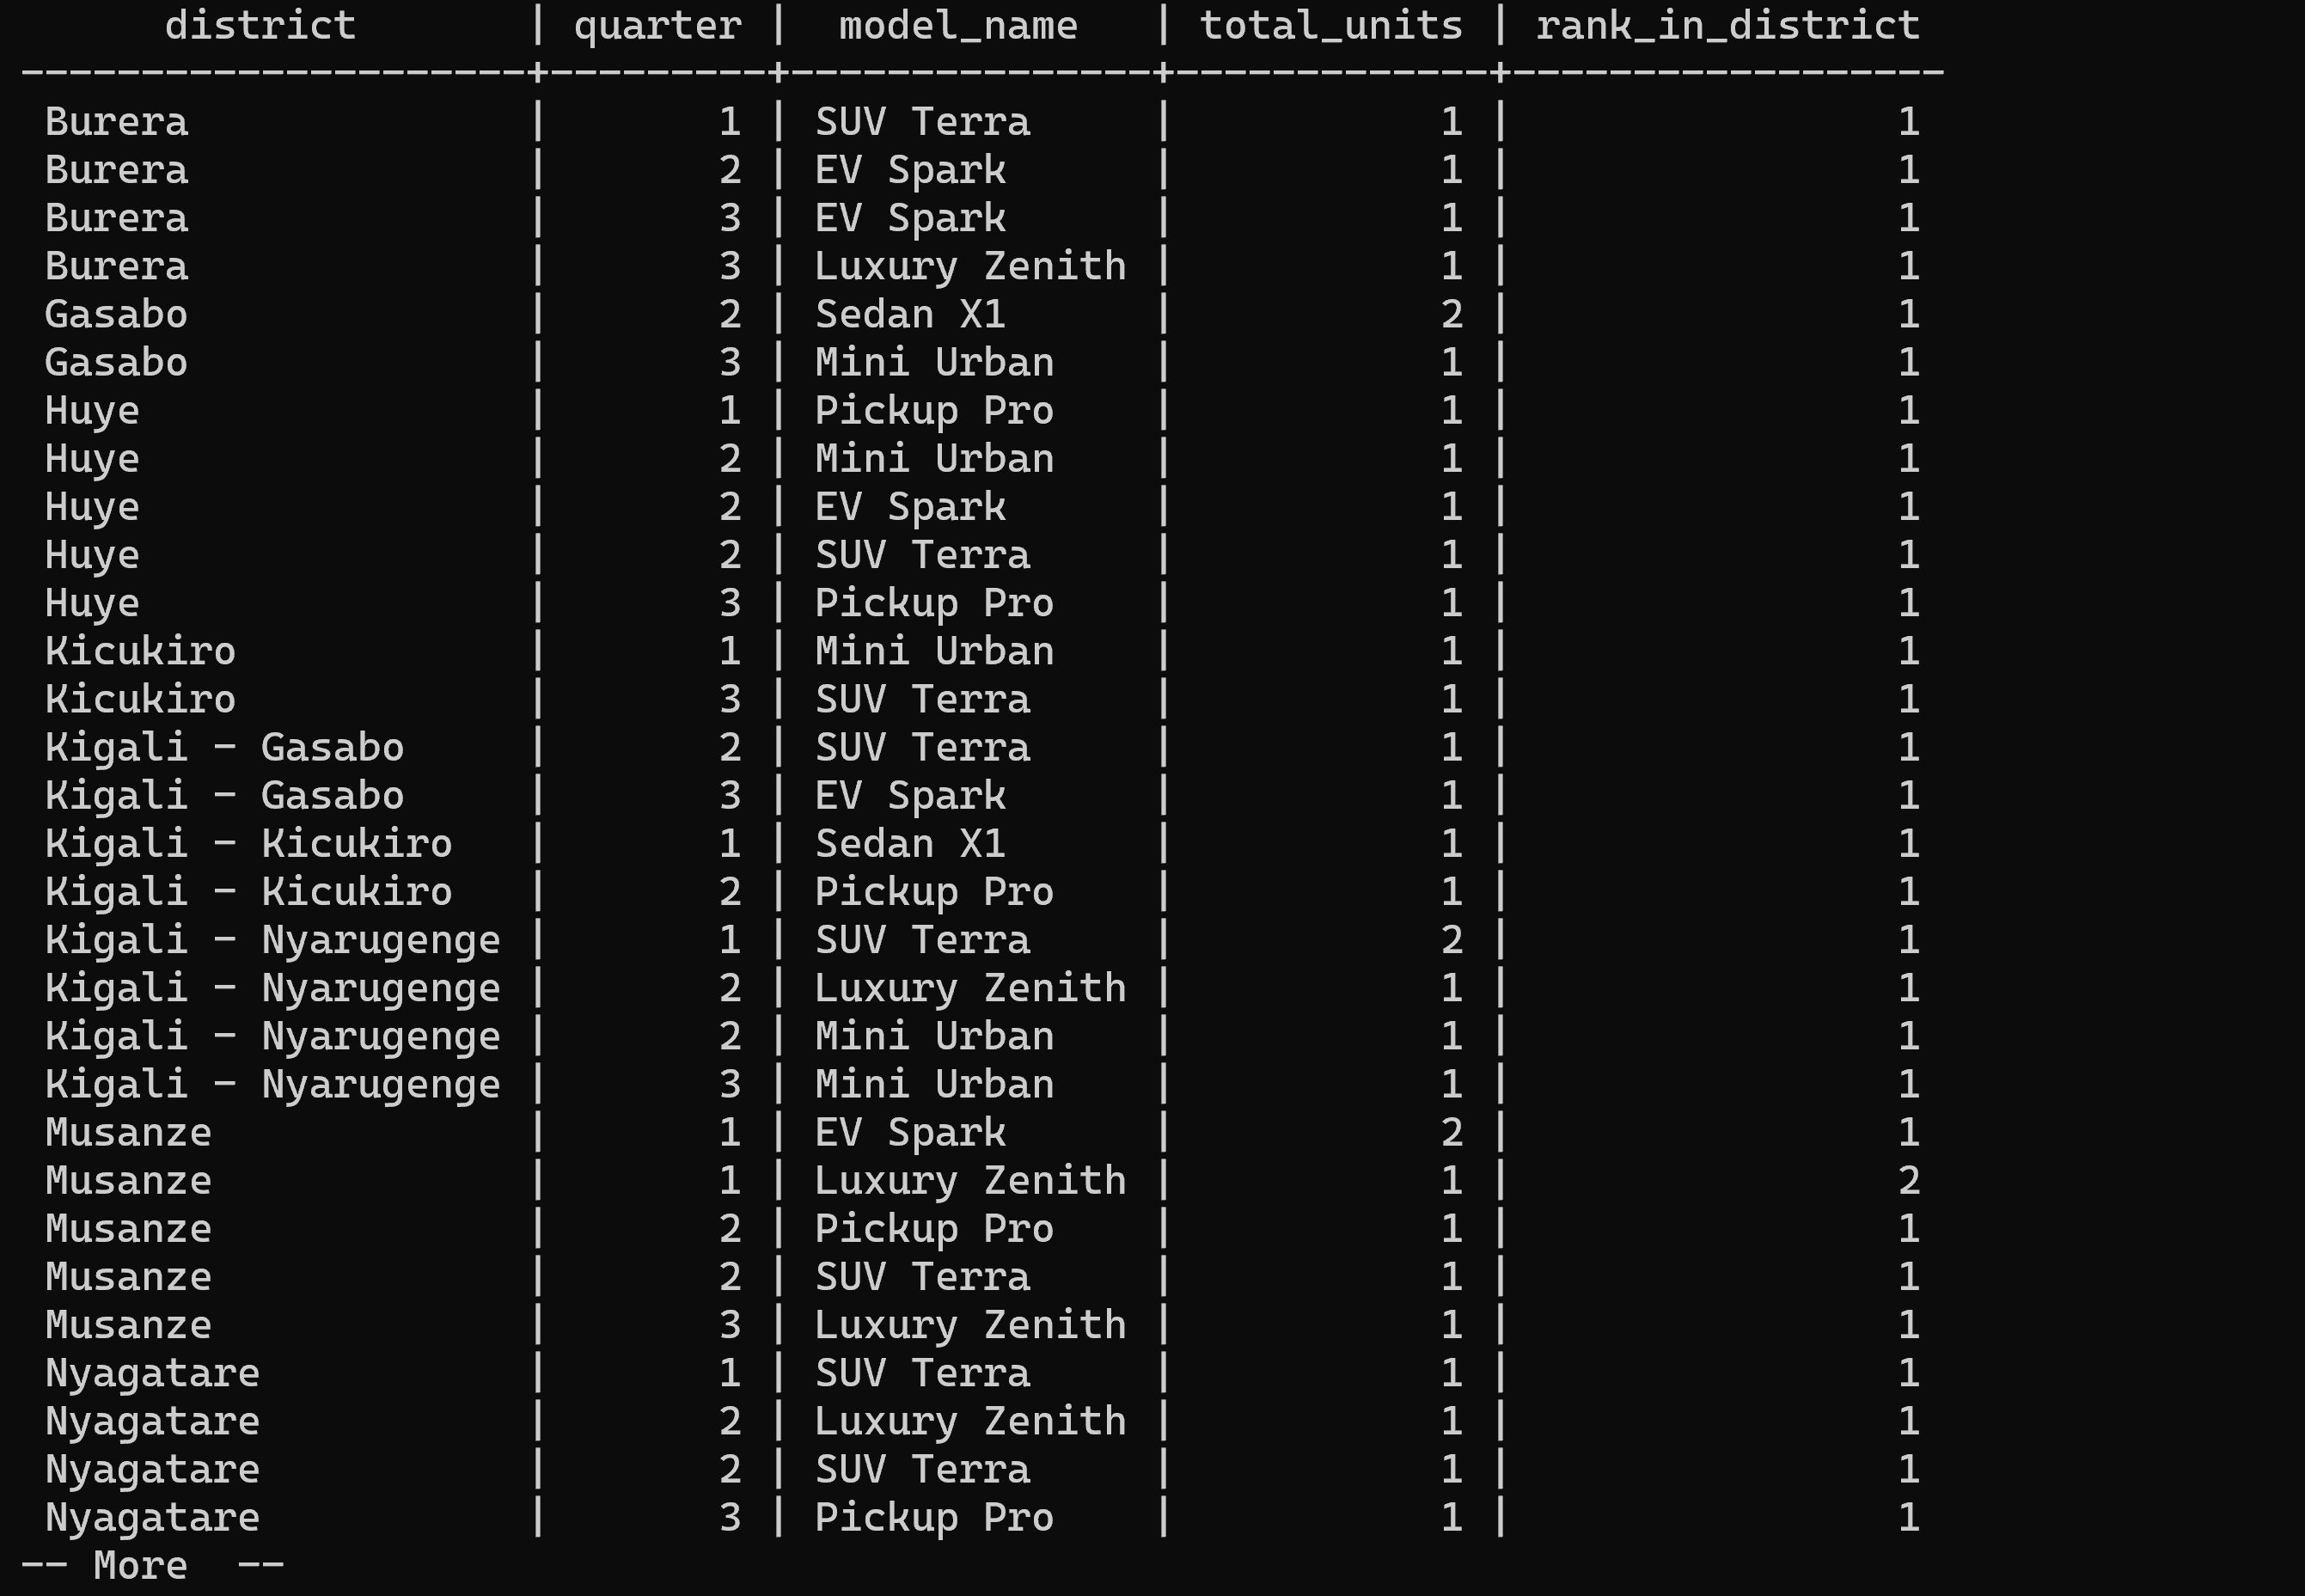 district | quarter | model_name | total_units | rank_in_district
----------------------+---------+---------------+-------------+------------------
Burera | 1 | SUV Terra | 1 | 1
Burera | 2 | EV Spark | 1 | 1
Burera | 3 | EV Spark | 1 | 1
Burera | 3 | Luxury Zenith | 1 | 1
Gasabo | 2 | Sedan X1 | 2 | 1
Gasabo | 3 | Mini Urban | 1 | 1
Huye | 1 | Pickup Pro | 1 | 1
Huye | 2 | Mini Urban | 1 | 1
Huye | 2 | EV Spark | 1 | 1
Huye | 2 | SUV Terra | 1 | 1
Huye | 3 | Pickup Pro | 1 | 1
Kicukiro | 1 | Mini Urban | 1 | 1
Kicukiro | 3 | SUV Terra | 1 | 1
Kigali - Gasabo | 2 | SUV Terra | 1 | 1
Kigali - Gasabo | 3 | EV Spark | 1 | 1
Kigali - Kicukiro | 1 | Sedan X1 | 1 | 1
Kigali - Kicukiro | 2 | Pickup Pro | 1 | 1
Kigali - Nyarugenge | 1 | SUV Terra | 2 | 1
Kigali - Nyarugenge | 2 | Luxury Zenith | 1 | 1
Kigali - Nyarugenge | 2 | Mini Urban | 1 | 1
Kigali - Nyarugenge | 3 | Mini Urban | 1 | 1
Musanze | 1 | EV Spark | 2 | 1
Musanze | 1 | Luxury Zenith | 1 | 2
Musanze | 2 | Pickup Pro | 1 | 1
Musanze | 2 | SUV Terra | 1 | 1
Musanze | 3 | Luxury Zenith | 1 | 1
Nyagatare | 1 | SUV Terra | 1 | 1
Nyagatare | 2 | Luxury Zenith | 1 | 1
Nyagatare | 2 | SUV Terra | 1 | 1
Nyagatare | 3 | Pickup Pro | 1 | 1
-- More  --